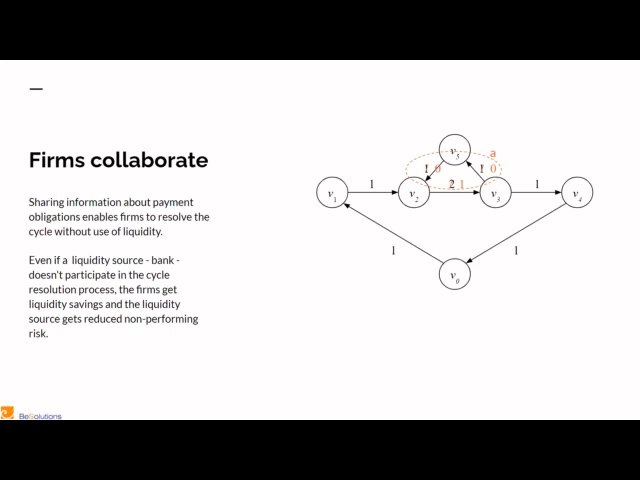 Firms collaborate
Sharing information about payment
obligations enables firms to resolve the
cycle without use of liquidity.
Even if a liquidity source - bank -
doesn't participate in the cycle
resolution process, the firms get
liquidity savings and the liquidity
source gets reduced non-performing
risk.
a
v5
1 0
1 0
v1
1
v2
2 1
v3
1
v4
1
1
v0
BeSolutions